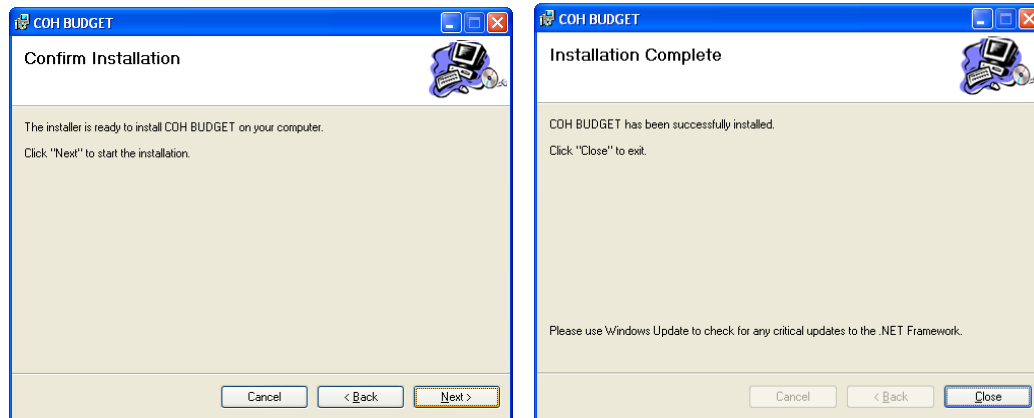 COH BUDGET
Confirm Installation
The installer is ready to install COH BUDGET on your computer.
Click "Next" to start the installation.
Cancel
< Back
Next >
COH BUDGET
Installation Complete
COH BUDGET has been successfully installed.
Click "Close" to exit.
Please use Windows Update to check for any critical updates to the .NET Framework.
Cancel
< Back
Close